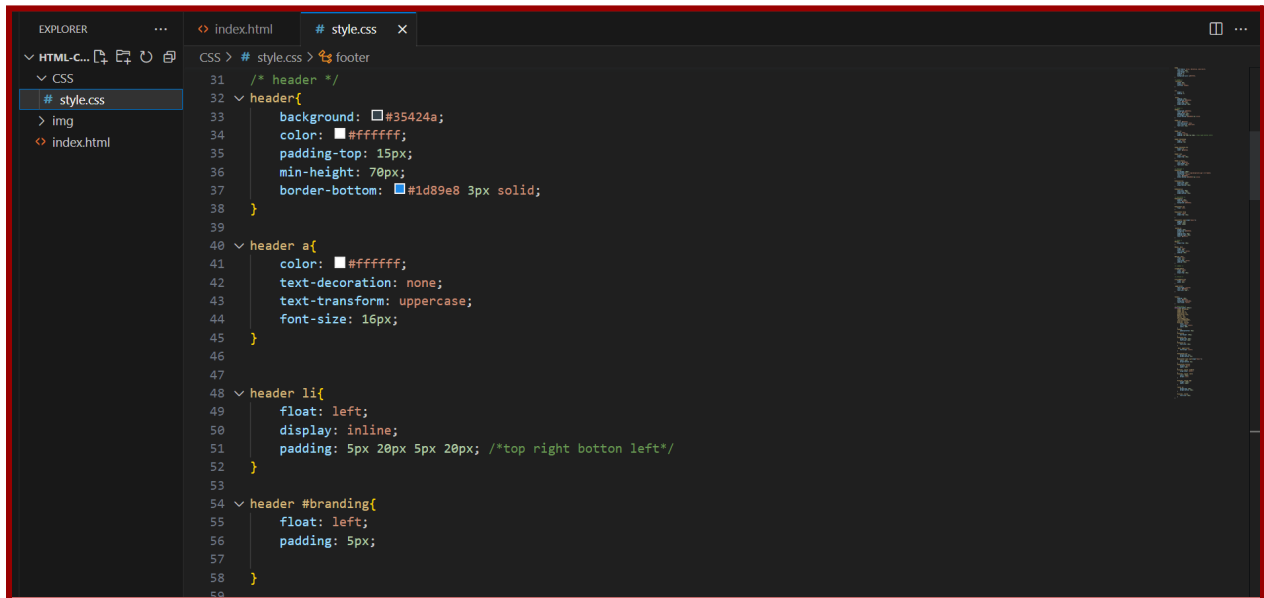 EXPLORER ···
index.html
# style.css ×
···
HTML-C...
CSS
# style.css
img
index.html
CSS > # style.css > footer
31 /* header */
32 header{
33 background: #35424a;
34 color: #ffffff;
35 padding-top: 15px;
36 min-height: 70px;
37 border-bottom: #1d89e8 3px solid;
38 }
39
40 header a{
41 color: #ffffff;
42 text-decoration: none;
43 text-transform: uppercase;
44 font-size: 16px;
45 }
46
47
48 header li{
49 float: left;
50 display: inline;
51 padding: 5px 20px 5px 20px; /*top right botton left*/
52 }
53
54 header #branding{
55 float: left;
56 padding: 5px;
57
58 }
59